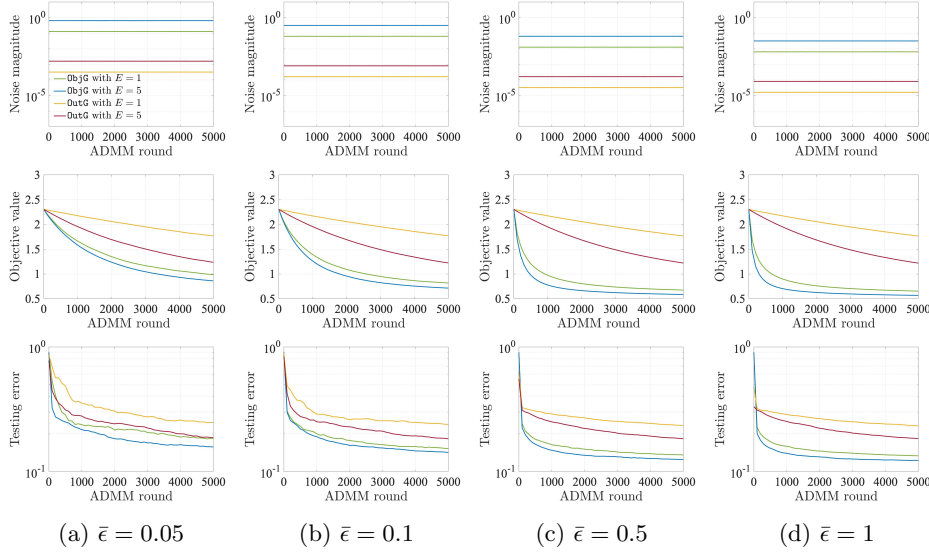 10^0
10^-5
Noise magnitude
0 1000 2000 3000 4000 5000
ADMM round
ObjG with E = 1
ObjG with E = 5
OutG with E = 1
OutG with E = 5
10^0
10^-5
Noise magnitude
0 1000 2000 3000 4000 5000
ADMM round
10^0
10^-5
Noise magnitude
0 1000 2000 3000 4000 5000
ADMM round
10^0
10^-5
Noise magnitude
0 1000 2000 3000 4000 5000
ADMM round
3
2.5
2
1.5
1
0.5
Objective value
0 1000 2000 3000 4000 5000
ADMM round
3
2.5
2
1.5
1
0.5
Objective value
0 1000 2000 3000 4000 5000
ADMM round
3
2.5
2
1.5
1
0.5
Objective value
0 1000 2000 3000 4000 5000
ADMM round
3
2.5
2
1.5
1
0.5
Objective value
0 1000 2000 3000 4000 5000
ADMM round
10^0
10^-1
Testing error
0 1000 2000 3000 4000 5000
ADMM round
10^0
10^-1
Testing error
0 1000 2000 3000 4000 5000
ADMM round
10^0
10^-1
Testing error
0 1000 2000 3000 4000 5000
ADMM round
10^0
10^-1
Testing error
0 1000 2000 3000 4000 5000
ADMM round
(a) ε̄ = 0.05
(b) ε̄ = 0.1
(c) ε̄ = 0.5
(d) ε̄ = 1